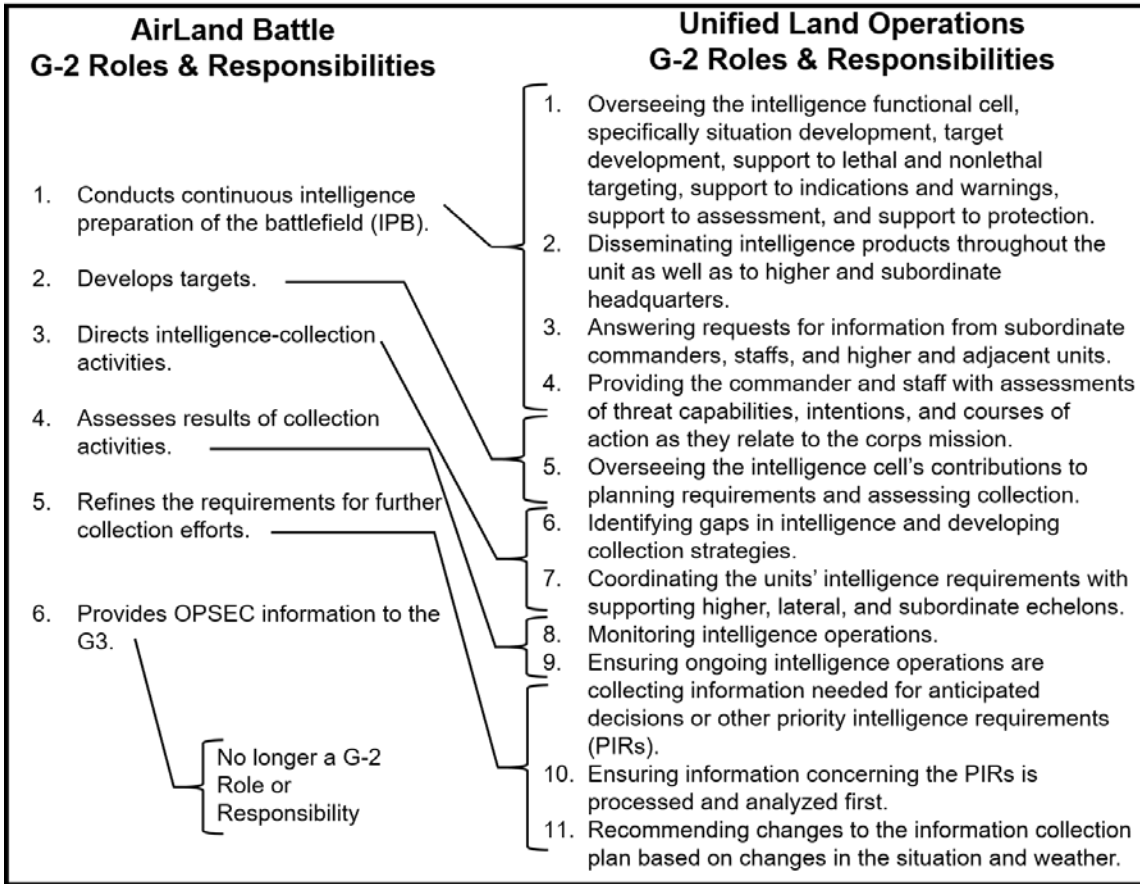 AirLand Battle
G-2 Roles & Responsibilities
1. Conducts continuous intelligence
preparation of the battlefield (IPB).
2. Develops targets.
3. Directs intelligence-collection
activities.
4. Assesses results of collection
activities.
5. Refines the requirements for further
collection efforts.
6. Provides OPSEC information to the
G3.
No longer a G-2
Role or
Responsibility
Unified Land Operations
G-2 Roles & Responsibilities
1. Overseeing the intelligence functional cell,
specifically situation development, target
development, support to lethal and nonlethal
targeting, support to indications and warnings,
support to assessment, and support to protection.
2. Disseminating intelligence products throughout the
unit as well as to higher and subordinate
headquarters.
3. Answering requests for information from subordinate
commanders, staffs, and higher and adjacent units.
4. Providing the commander and staff with assessments
of threat capabilities, intentions, and courses of
action as they relate to the corps mission.
5. Overseeing the intelligence cell's contributions to
planning requirements and assessing collection.
6. Identifying gaps in intelligence and developing
collection strategies.
7. Coordinating the units' intelligence requirements with
supporting higher, lateral, and subordinate echelons.
8. Monitoring intelligence operations.
9. Ensuring ongoing intelligence operations are
collecting information needed for anticipated
decisions or other priority intelligence requirements
(PIRs).
10. Ensuring information concerning the PIRs is
processed and analyzed first.
11. Recommending changes to the information collection
plan based on changes in the situation and weather.